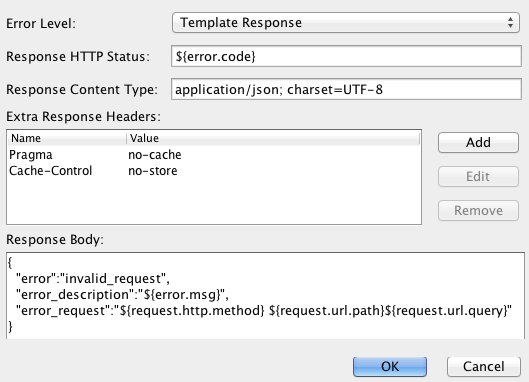 Error Level: Template Response
Response HTTP Status: ${error.code}
Response Content Type: application/json; charset=UTF-8
Extra Response Headers:
Name Value
Pragma no-cache
Cache-Control no-store
Add
Edit
Remove
Response Body:
{
"error":"invalid_request",
"error_description":"${error.msg}",
"error_request":"${request.http.method} ${request.url.path}${request.url.query}"
}
OK Cancel